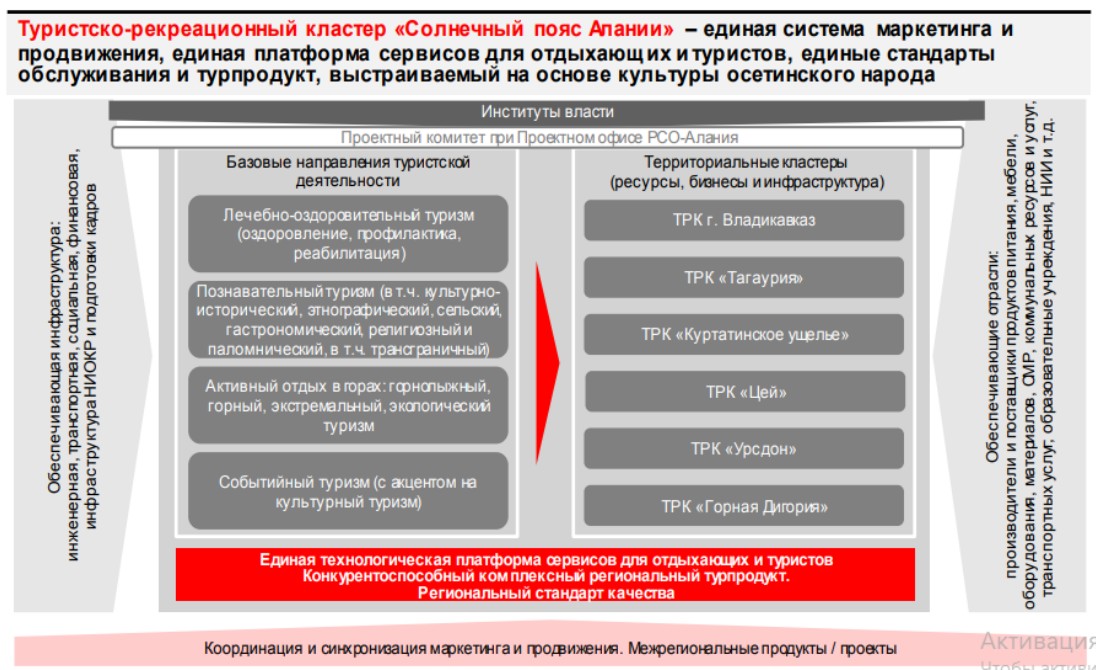 Туристско-рекреационный кластер «Солнечный пояс Алании» – единая система маркетинга и
продвижения, единая платформа сервисов для отдыхающих и туристов, единые стандарты
обслуживания и турпродукт, выстраиваемый на основе культуры осетинского народа
Институты власти
Проектный комитет при Проектном офисе РСО-Алания
Обеспечивающая инфраструктура:
инженерная, транспортная, социальная, финансовая,
инфраструктура НИОКР и подготовки кадров
Базовые направления туристской
деятельности
Лечебно-оздоровительный туризм
(оздоровление, профилактика,
реабилитация)
Познавательный туризм (в т.ч. культурно-
исторический, этнографический, сельский,
гастрономический, религиозный и
паломнический, в т.ч. трансграничный)
Активный отдых в горах: горнолыжный,
горный, экстремальный, экологический
туризм
Событийный туризм (с акцентом на
культурный туризм)
Территориальные кластеры
(ресурсы, бизнесы и инфраструктура)
ТРК г. Владикавказ
ТРК «Тагаурия»
ТРК «Куртатинское ущелье»
ТРК «Цей»
ТРК «Урсдон»
ТРК «Горная Дигория»
Обеспечивающие отрасли:
производители и поставщики продуктов питания, мебели,
оборудования, материалов, СМР, коммунальных ресурсов и услуг,
транспортных услуг, образовательные учреждения, НИИ и т.д.
Единая технологическая платформа сервисов для отдыхающих и туристов
Конкурентоспособный комплексный региональный турпродукт.
Региональный стандарт качества
Координация и синхронизация маркетинга и продвижения. Межрегиональные продукты / проекты
Активация
Чтобы активи